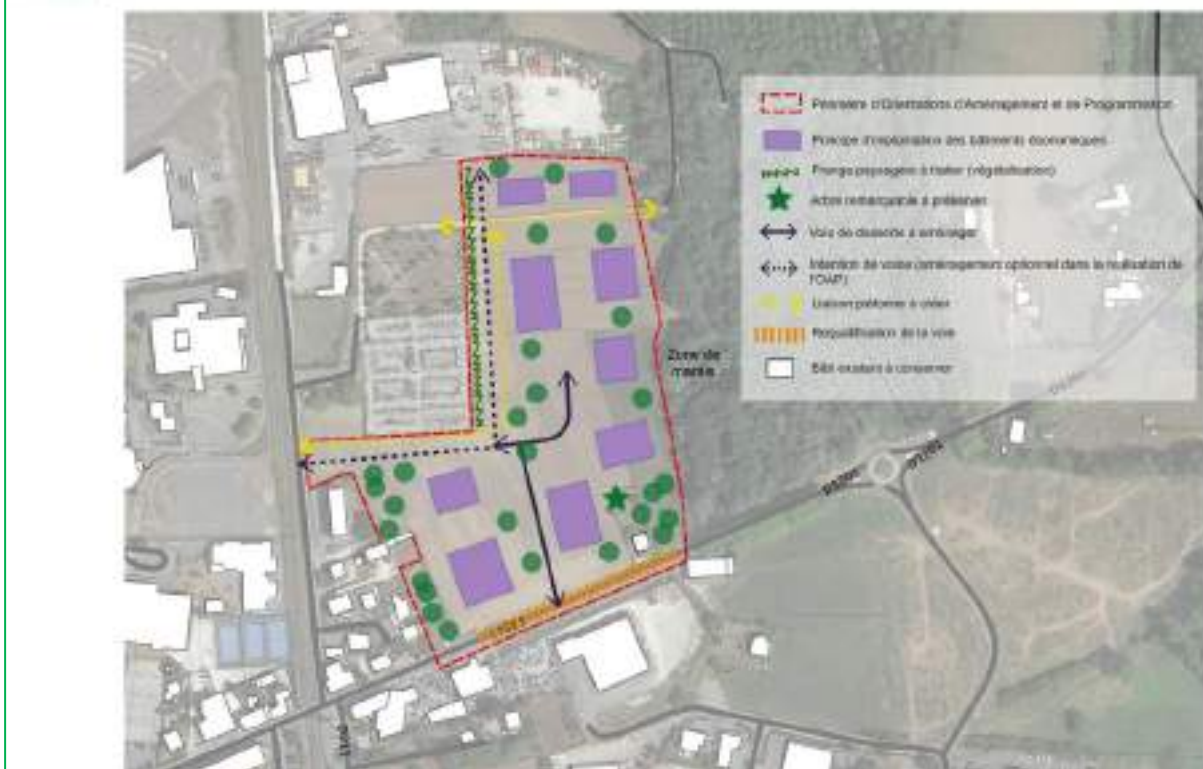 Périmètre d'Orientations d'Aménagement et de Programmation
Principe d'implantation des bâtiments économiques
Frange paysagère à traiter (végétalisation)
Arbre remarquable à préserver
Voie de desserte à aménager
Intention de voirie (aménagement optionnel dans la réalisation de
l'OAP)
Liaison piétonne à créer
Requalification de la voie
Bâti existant à conserver
Zone de
marais